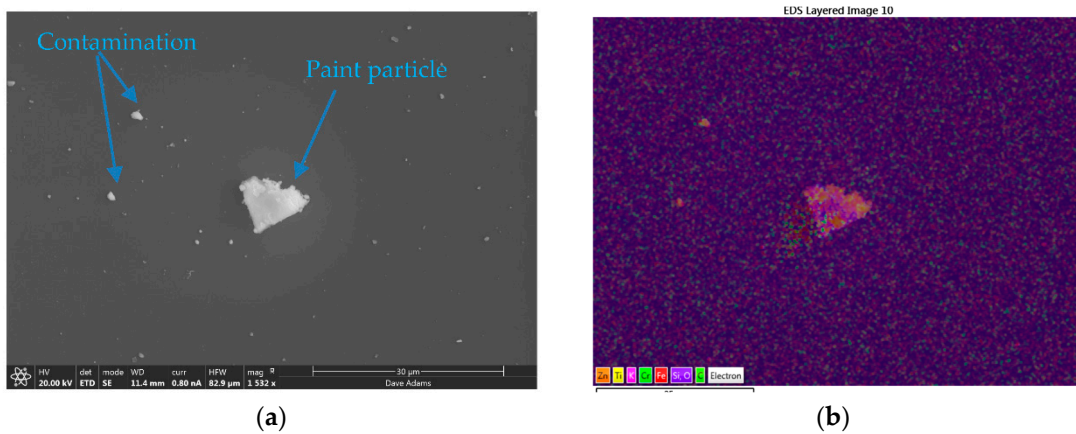 EDS Layered Image 10
Contamination
Paint particle
HV det mode WD curr HFW mag
20.00 kV ETD SE 11.4 mm 0.80 nA 82.9 µm 1 532 x
30 µm
Dave Adams
Zn Ti K Cr Fe Si, O C Electron
(a) (b)